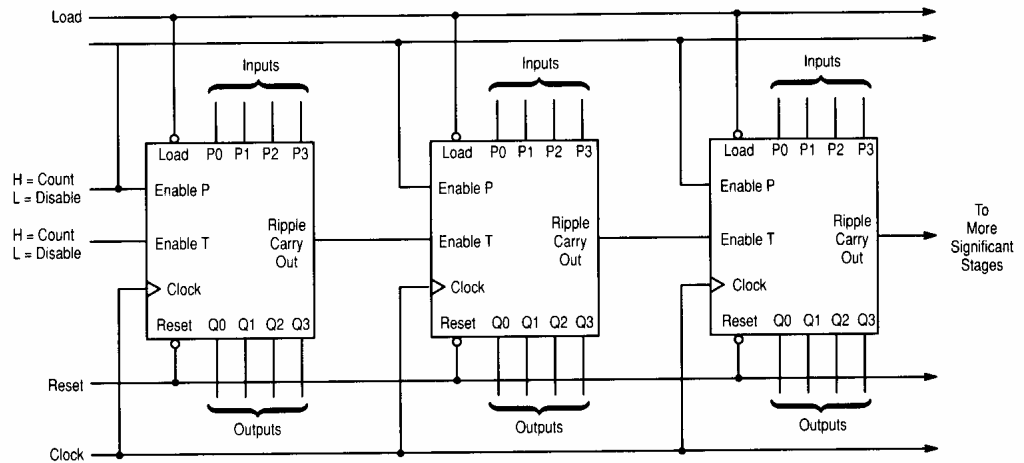 Load
Inputs
Inputs
Inputs
Load P0 P1 P2 P3
Load P0 P1 P2 P3
Load P0 P1 P2 P3
H = Count
L = Disable
Enable P
Enable P
Enable P
H = Count
L = Disable
Enable T
Ripple
Carry
Out
Enable T
Ripple
Carry
Out
Enable T
Ripple
Carry
Out
To
More
Significant
Stages
Clock
Clock
Clock
Reset Q0 Q1 Q2 Q3
Reset Q0 Q1 Q2 Q3
Reset Q0 Q1 Q2 Q3
Reset
Outputs
Outputs
Outputs
Clock